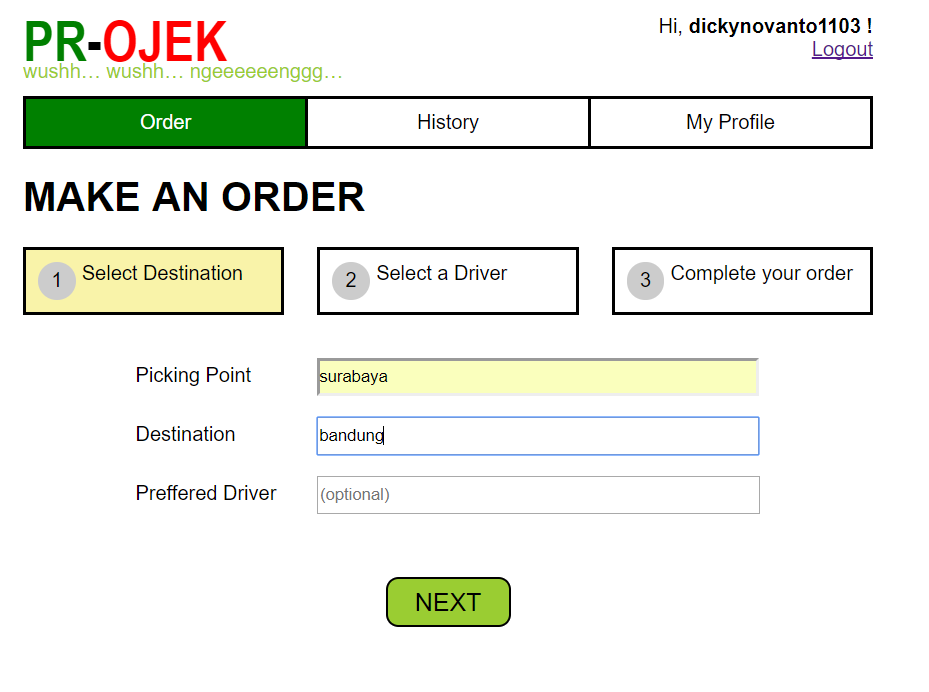 PR-OJEK
wushh... wushh... ngeeeeeenggg...
Hi, dickynovanto1103 !
Logout
Order
History
My Profile
MAKE AN ORDER
1 Select Destination
2 Select a Driver
3 Complete your order
Picking Point
surabaya
Destination
bandung
Preffered Driver
(optional)
NEXT